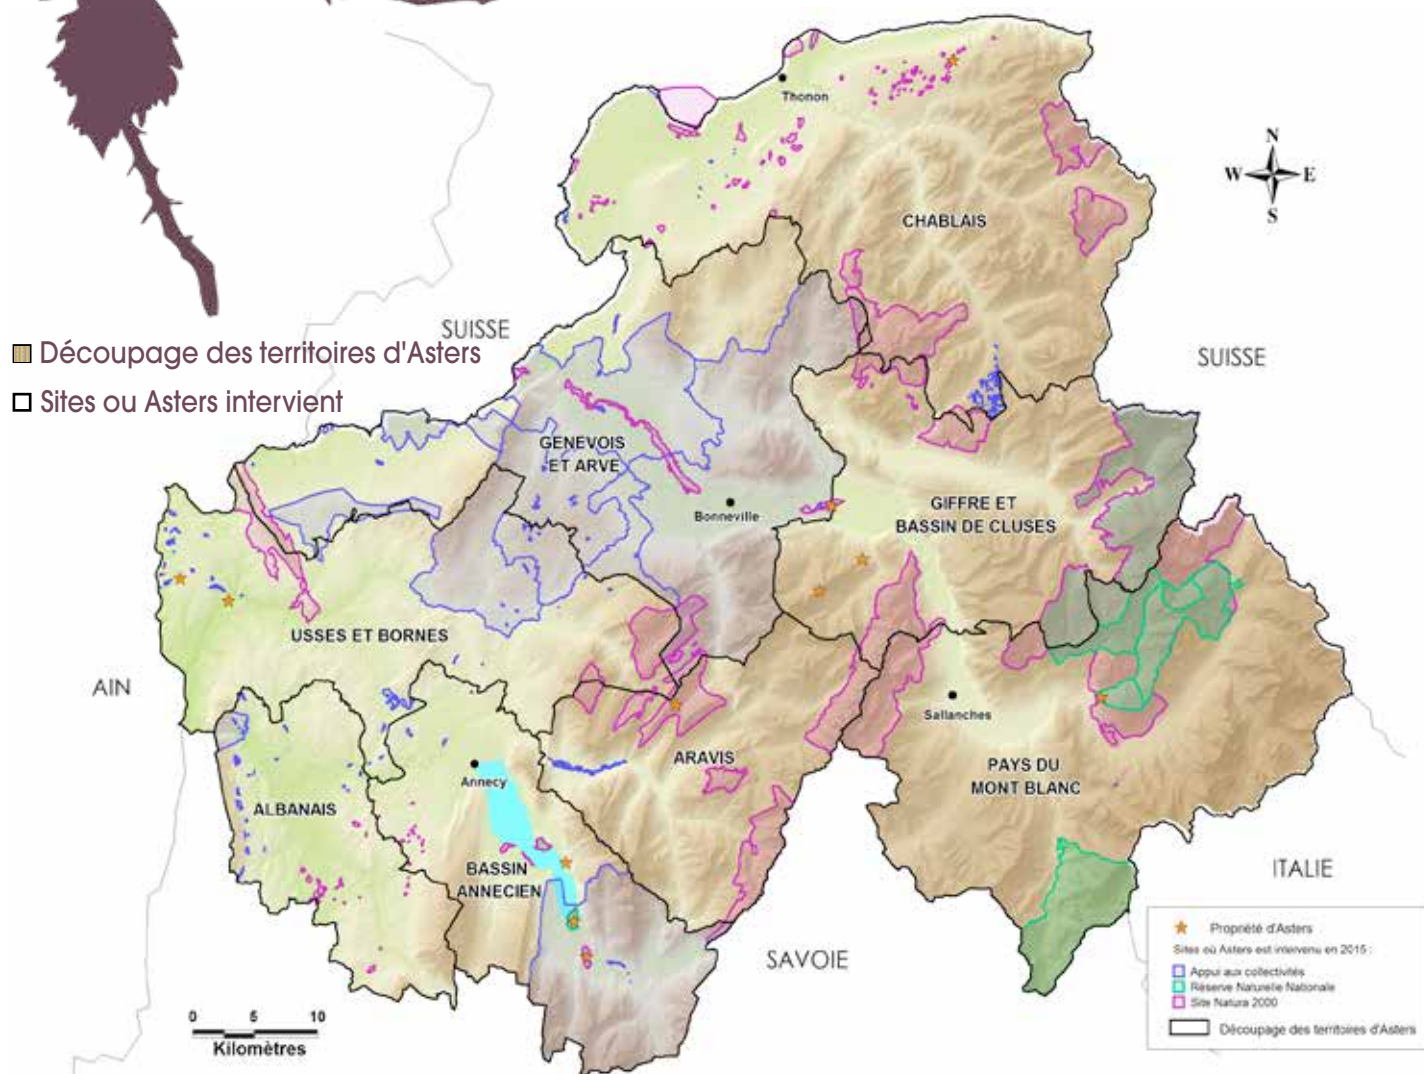 Thonon
N
W E
S
CHABLAIS
SUISSE
Découpage des territoires d'Asters
SUISSE
Sites ou Asters intervient
GENEVOIS
ET ARVE
Bonneville
GIFFRE ET
BASSIN DE CLUSES
USSES ET BORNES
AIN
Sallanches
ARAVIS
PAYS DU
MONT BLANC
Annecy
ALBANAIS
BASSIN
ANNECIEN
ITALIE
SAVOIE
Propriété d'Asters
Sites où Asters est intervenu en 2015 :
Appui aux collectivités
Réserve Naturelle Nationale
Site Natura 2000
Découpage des territoires d'Asters
0 5 10
Kilomètres